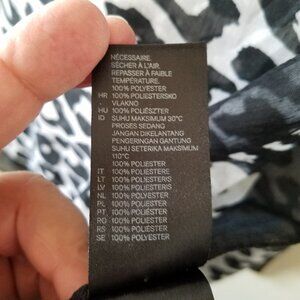 NÉCESSAIRE.
SÉCHER À L'AIR.
REPASSER À FAIBLE
TEMPÉRATURE.
100% POLYESTER
HR 100% POLIESTERSKO
VLAKNO
HU 100% POLIÉSZTER
ID SUHU MAKSIMUM 30°C
PROSES SEDANG
JANGAN DIKELANTANG
PENGERINGAN GANTUNG
SUHU SETERIKA MAKSIMUM
110°C
100% POLIESTER
IT 100% POLIESTERE
LT 100% POLIESTERIS
LV 100% POLIESTERIS
NL 100% POLYESTER
PL 100% POLIESTER
PT 100% POLIÉSTER
RO 100% POLIESTER
RS 100% POLIESTER
SE 100% POLYESTER